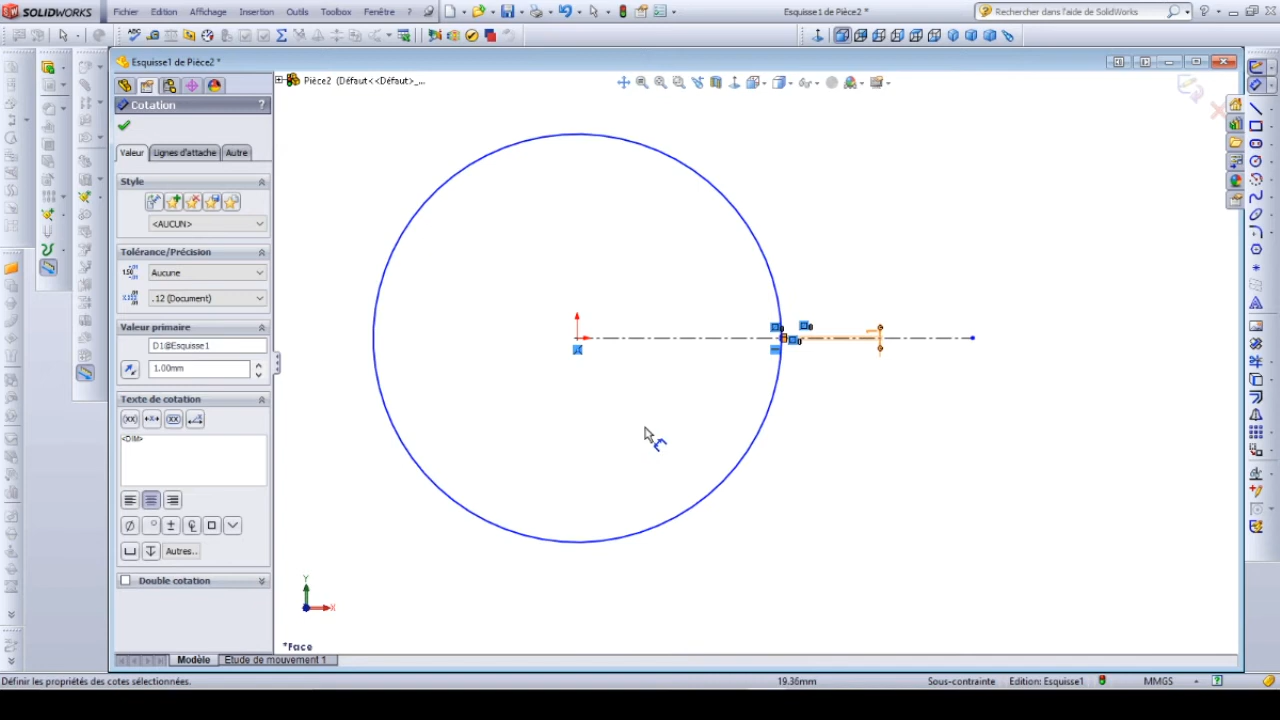 SOLIDWORKS Fichier Edition Affichage Insertion Outils Toolbox Fenêtre ? Esquisse1 de Pièce2 * Rechercher dans l'aide de SolidWorks ?
Esquisse1 de Pièce2 *
Pièce2 (Défaut<<Défaut>_...
Cotation ?
Valeur Lignes d'attache Autre
Style
<AUCUN>
Tolérance/Précision
Aucune
.12 (Document)
Valeur primaire
D1@Esquisse1
1.00mm
Texte de cotation
<DIM>
Autres..
Double cotation
Y
X
*Face
Modèle Etude de mouvement 1
Définir les propriétés des cotes sélectionnées. 19.36mm Sous-contrainte Edition: Esquisse1 MMGS ?